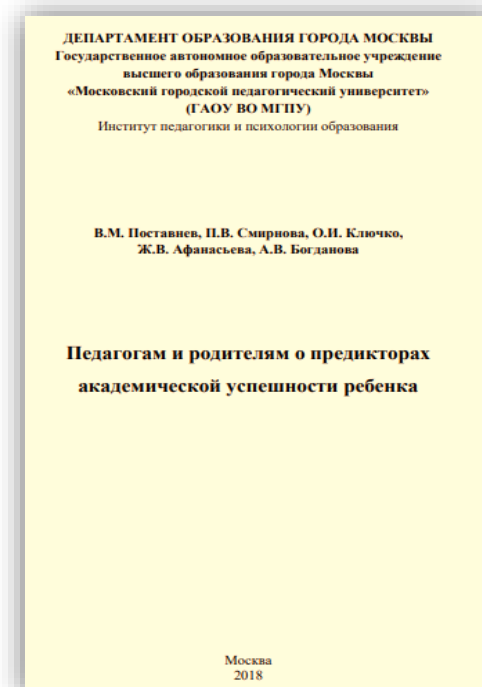 ДЕПАРТАМЕНТ ОБРАЗОВАНИЯ ГОРОДА МОСКВЫ
Государственное автономное образовательное учреждение
высшего образования города Москвы
«Московский городской педагогический университет»
(ГАОУ ВО МГПУ)
Институт педагогики и психологии образования
В.М. Поставнев, П.В. Смирнова, О.И. Ключко,
Ж.В. Афанасьева, А.В. Богданова
Педагогам и родителям о предикторах
академической успешности ребенка
Москва
2018